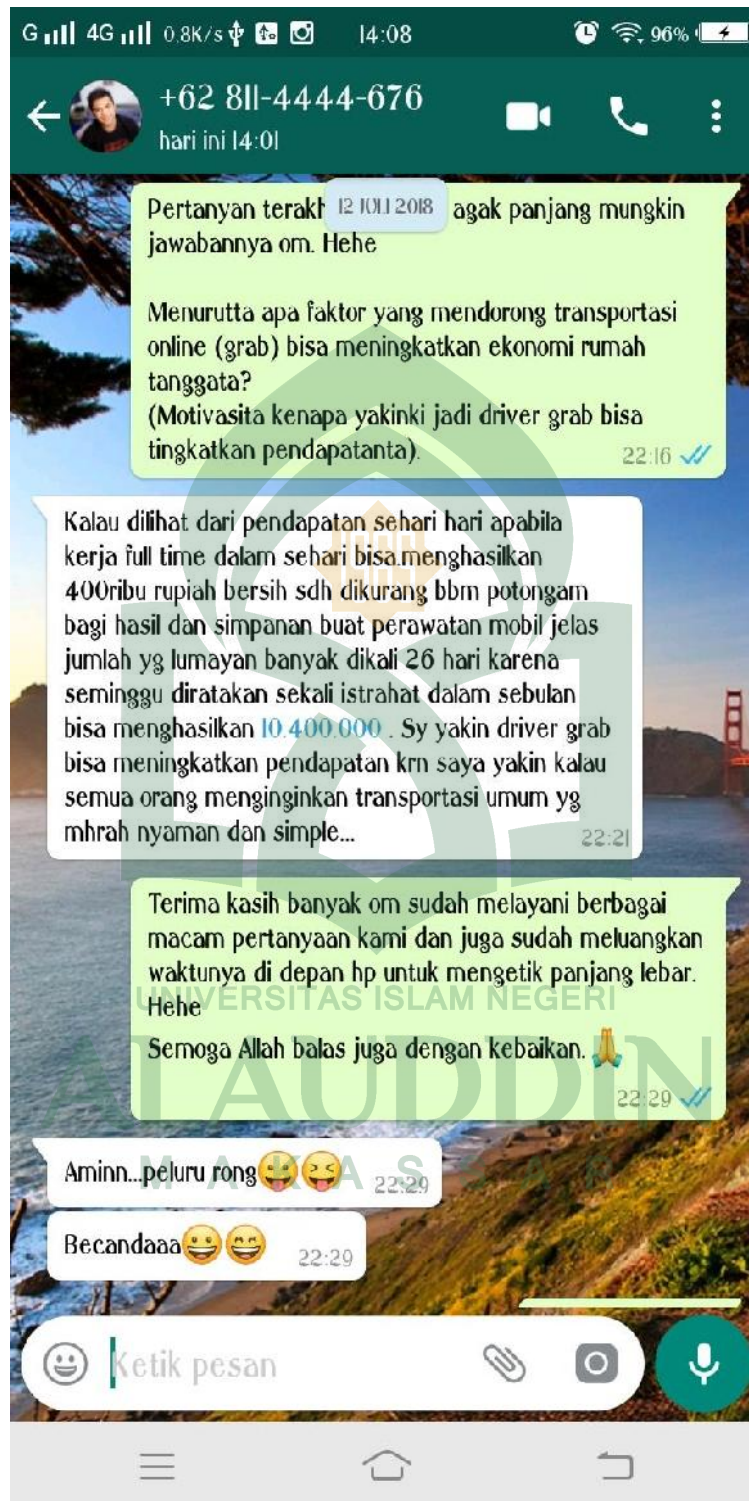 G 4G 0,8K/s 14:08 96%
+62 811-4444-676
hari ini 14:01
12 JULI 2018
Pertanyan terakh agak panjang mungkin
jawabannya om. Hehe
Menurutta apa faktor yang mendorong transportasi
online (grab) bisa meningkatkan ekonomi rumah
tanggata?
(Motivasita kenapa yakinki jadi driver grab bisa
tingkatkan pendapatanta).
22:16
Kalau dilihat dari pendapatan sehari hari apabila
kerja full time dalam sehari bisa.menghasilkan
400ribu rupiah bersih sdh dikurang bbm potongam
bagi hasil dan simpanan buat perawatan mobil jelas
jumlah yg lumayan banyak dikali 26 hari karena
seminggu diratakan sekali istrahat dalam sebulan
bisa menghasilkan 10.400.000 . Sy yakin driver grab
bisa meningkatkan pendapatan krn saya yakin kalau
semua orang menginginkan transportasi umum yg
mhrah nyaman dan simple...
22:21
Terima kasih banyak om sudah melayani berbagai
macam pertanyaan kami dan juga sudah meluangkan
waktunya di depan hp untuk mengetik panjang lebar.
Hehe
Semoga Allah balas juga dengan kebaikan. 🙏
22:29
UNIVERSITAS ISLAM NEGERI
ALAUDDIN
MAKASSAR
Aminn...peluru rong😛😝 22:29
Becandaaa😀😄 22:29
Ketik pesan